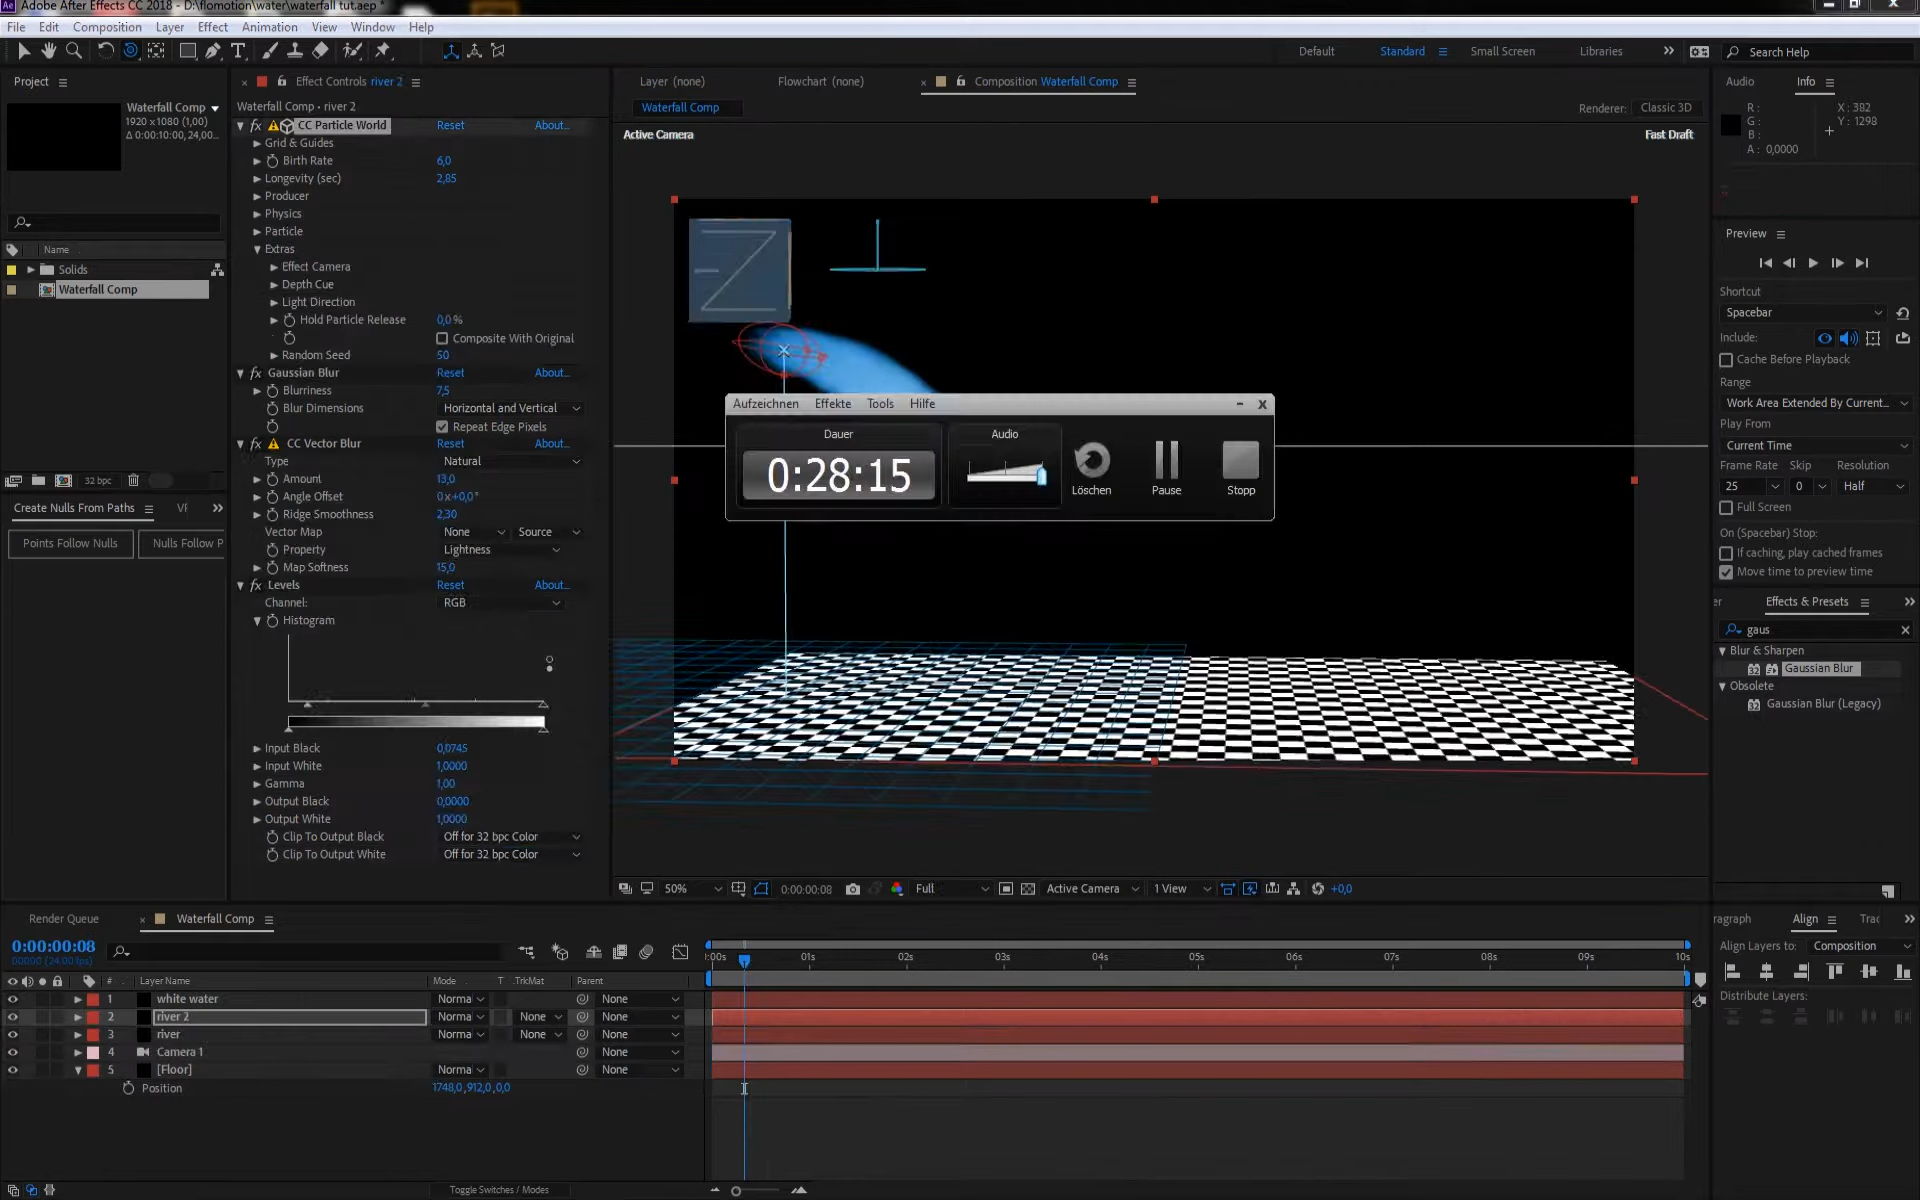 Adobe After Effects CC 2018 - D:\flomotion\water\waterfall tut.aep *
File Edit Composition Layer Effect Animation View Window Help
Default Standard Small Screen Libraries Search Help
Project
Waterfall Comp
1920 x 1080 (1,00)
Δ 0:00:10:00, 24,00...
Name
Solids
Waterfall Comp
32 bpc
Create Nulls From Paths
Points Follow Nulls Nulls Follow P
Effect Controls river 2
Waterfall Comp • river 2
fx CC Particle World Reset About...
Grid & Guides
Birth Rate 6,0
Longevity (sec) 2,85
Producer
Physics
Particle
Extras
Effect Camera
Depth Cue
Light Direction
Hold Particle Release 0,0%
Composite With Original
Random Seed 50
fx Gaussian Blur Reset About...
Blurriness 7,5
Blur Dimensions Horizontal and Vertical
Repeat Edge Pixels
fx CC Vector Blur Reset About...
Type Natural
Amount 13,0
Angle Offset 0x+0,0°
Ridge Smoothness 2,30
Vector Map None Source
Property Lightness
Map Softness 15,0
fx Levels Reset About...
Channel: RGB
Histogram
Input Black 0,0745
Input White 1,0000
Gamma 1,00
Output Black 0,0000
Output White 1,0000
Clip To Output Black Off for 32 bpc Color
Clip To Output White Off for 32 bpc Color
Layer (none) Flowchart (none) Composition Waterfall Comp
Waterfall Comp
Renderer: Classic 3D
Active Camera Fast Draft
Z
Aufzeichnen Effekte Tools Hilfe
Dauer Audio
0:28:15
Löschen Pause Stopp
50% 0:00:00:08 Full Active Camera 1 View +0,0
Audio Info
R :
G :
B :
A : 0,0000
X : 382
Y : 1298
Preview
Shortcut
Spacebar
Include:
Cache Before Playback
Range
Work Area Extended By Current...
Play From
Current Time
Frame Rate Skip Resolution
25 0 Half
Full Screen
On (Spacebar) Stop:
If caching, play cached frames
Move time to preview time
Effects & Presets
gaus
Blur & Sharpen
Gaussian Blur
Obsolete
Gaussian Blur (Legacy)
Render Queue Waterfall Comp
0:00:00:08
00000 (24.00 fps)
# Layer Name Mode T .TrkMat Parent
1 white water Norma None
2 river 2 Norma None None
3 river Norma None None
4 Camera 1 None
5 [Floor] Norma None
Position 1748,0,912,0,0,0
Toggle Switches / Modes
:00s 01s 02s 03s 04s 05s 06s 07s 08s 09s 10s
ragraph Align Trac
Align Layers to: Composition
Distribute Layers: